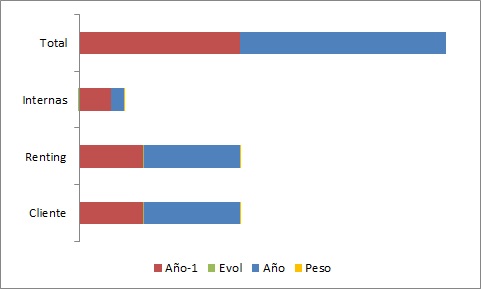 Total
Internas
Renting
Cliente
Año-1 Evol Año Peso